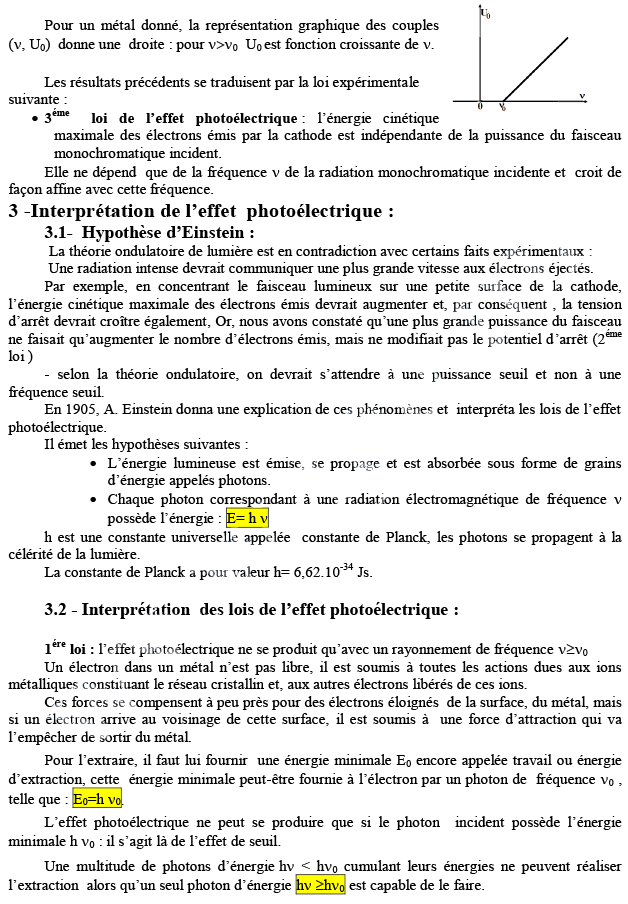 Pour un métal donné, la représentation graphique des couples
(ν, U₀) donne une droite : pour ν>ν₀ U₀ est fonction croissante de ν.
U₀
0
ν₀
ν
Les résultats précédents se traduisent par la loi expérimentale
suivante :
• 3éme loi de l’effet photoélectrique : l’énergie cinétique
maximale des électrons émis par la cathode est indépendante de la puissance du faisceau
monochromatique incident.
Elle ne dépend que de la fréquence ν de la radiation monochromatique incidente et croit de
façon affine avec cette fréquence.
3 -Interprétation de l’effet photoélectrique :
3.1- Hypothèse d’Einstein :
La théorie ondulatoire de lumière est en contradiction avec certains faits expérimentaux :
Une radiation intense devrait communiquer une plus grande vitesse aux électrons éjectés.
Par exemple, en concentrant le faisceau lumineux sur une petite surface de la cathode,
l’énergie cinétique maximale des électrons émis devrait augmenter et, par conséquent , la tension
d’arrêt devrait croître également, Or, nous avons constaté qu’une plus grande puissance du faisceau
ne faisait qu’augmenter le nombre d’électrons émis, mais ne modifiait pas le potentiel d’arrêt (2éme
loi )
- selon la théorie ondulatoire, on devrait s’attendre à une puissance seuil et non à une
fréquence seuil.
En 1905, A. Einstein donna une explication de ces phénomènes et interpréta les lois de l’effet
photoélectrique.
Il émet les hypothèses suivantes :
• L’énergie lumineuse est émise, se propage et est absorbée sous forme de grains
d’énergie appelés photons.
• Chaque photon correspondant à une radiation électromagnétique de fréquence ν
possède l’énergie : E= h ν
h est une constante universelle appelée constante de Planck, les photons se propagent à la
célérité de la lumière.
La constante de Planck a pour valeur h= 6,62.10⁻³⁴ Js.
3.2 - Interprétation des lois de l’effet photoélectrique :
1ére loi : l’effet photoélectrique ne se produit qu’avec un rayonnement de fréquence ν≥ν₀
Un électron dans un métal n’est pas libre, il est soumis à toutes les actions dues aux ions
métalliques constituant le réseau cristallin et, aux autres électrons libérés de ces ions.
Ces forces se compensent à peu près pour des électrons éloignés de la surface, du métal, mais
si un électron arrive au voisinage de cette surface, il est soumis à une force d’attraction qui va
l’empêcher de sortir du métal.
Pour l’extraire, il faut lui fournir une énergie minimale E₀ encore appelée travail ou énergie
d’extraction, cette énergie minimale peut-être fournie à l’électron par un photon de fréquence ν₀ ,
telle que : E₀=h ν₀.
L’effet photoélectrique ne peut se produire que si le photon incident possède l’énergie
minimale h ν₀ : il s’agit là de l’effet de seuil.
Une multitude de photons d’énergie hν < hν₀ cumulant leurs énergies ne peuvent réaliser
l’extraction alors qu’un seul photon d’énergie hν ≥hν₀ est capable de le faire.